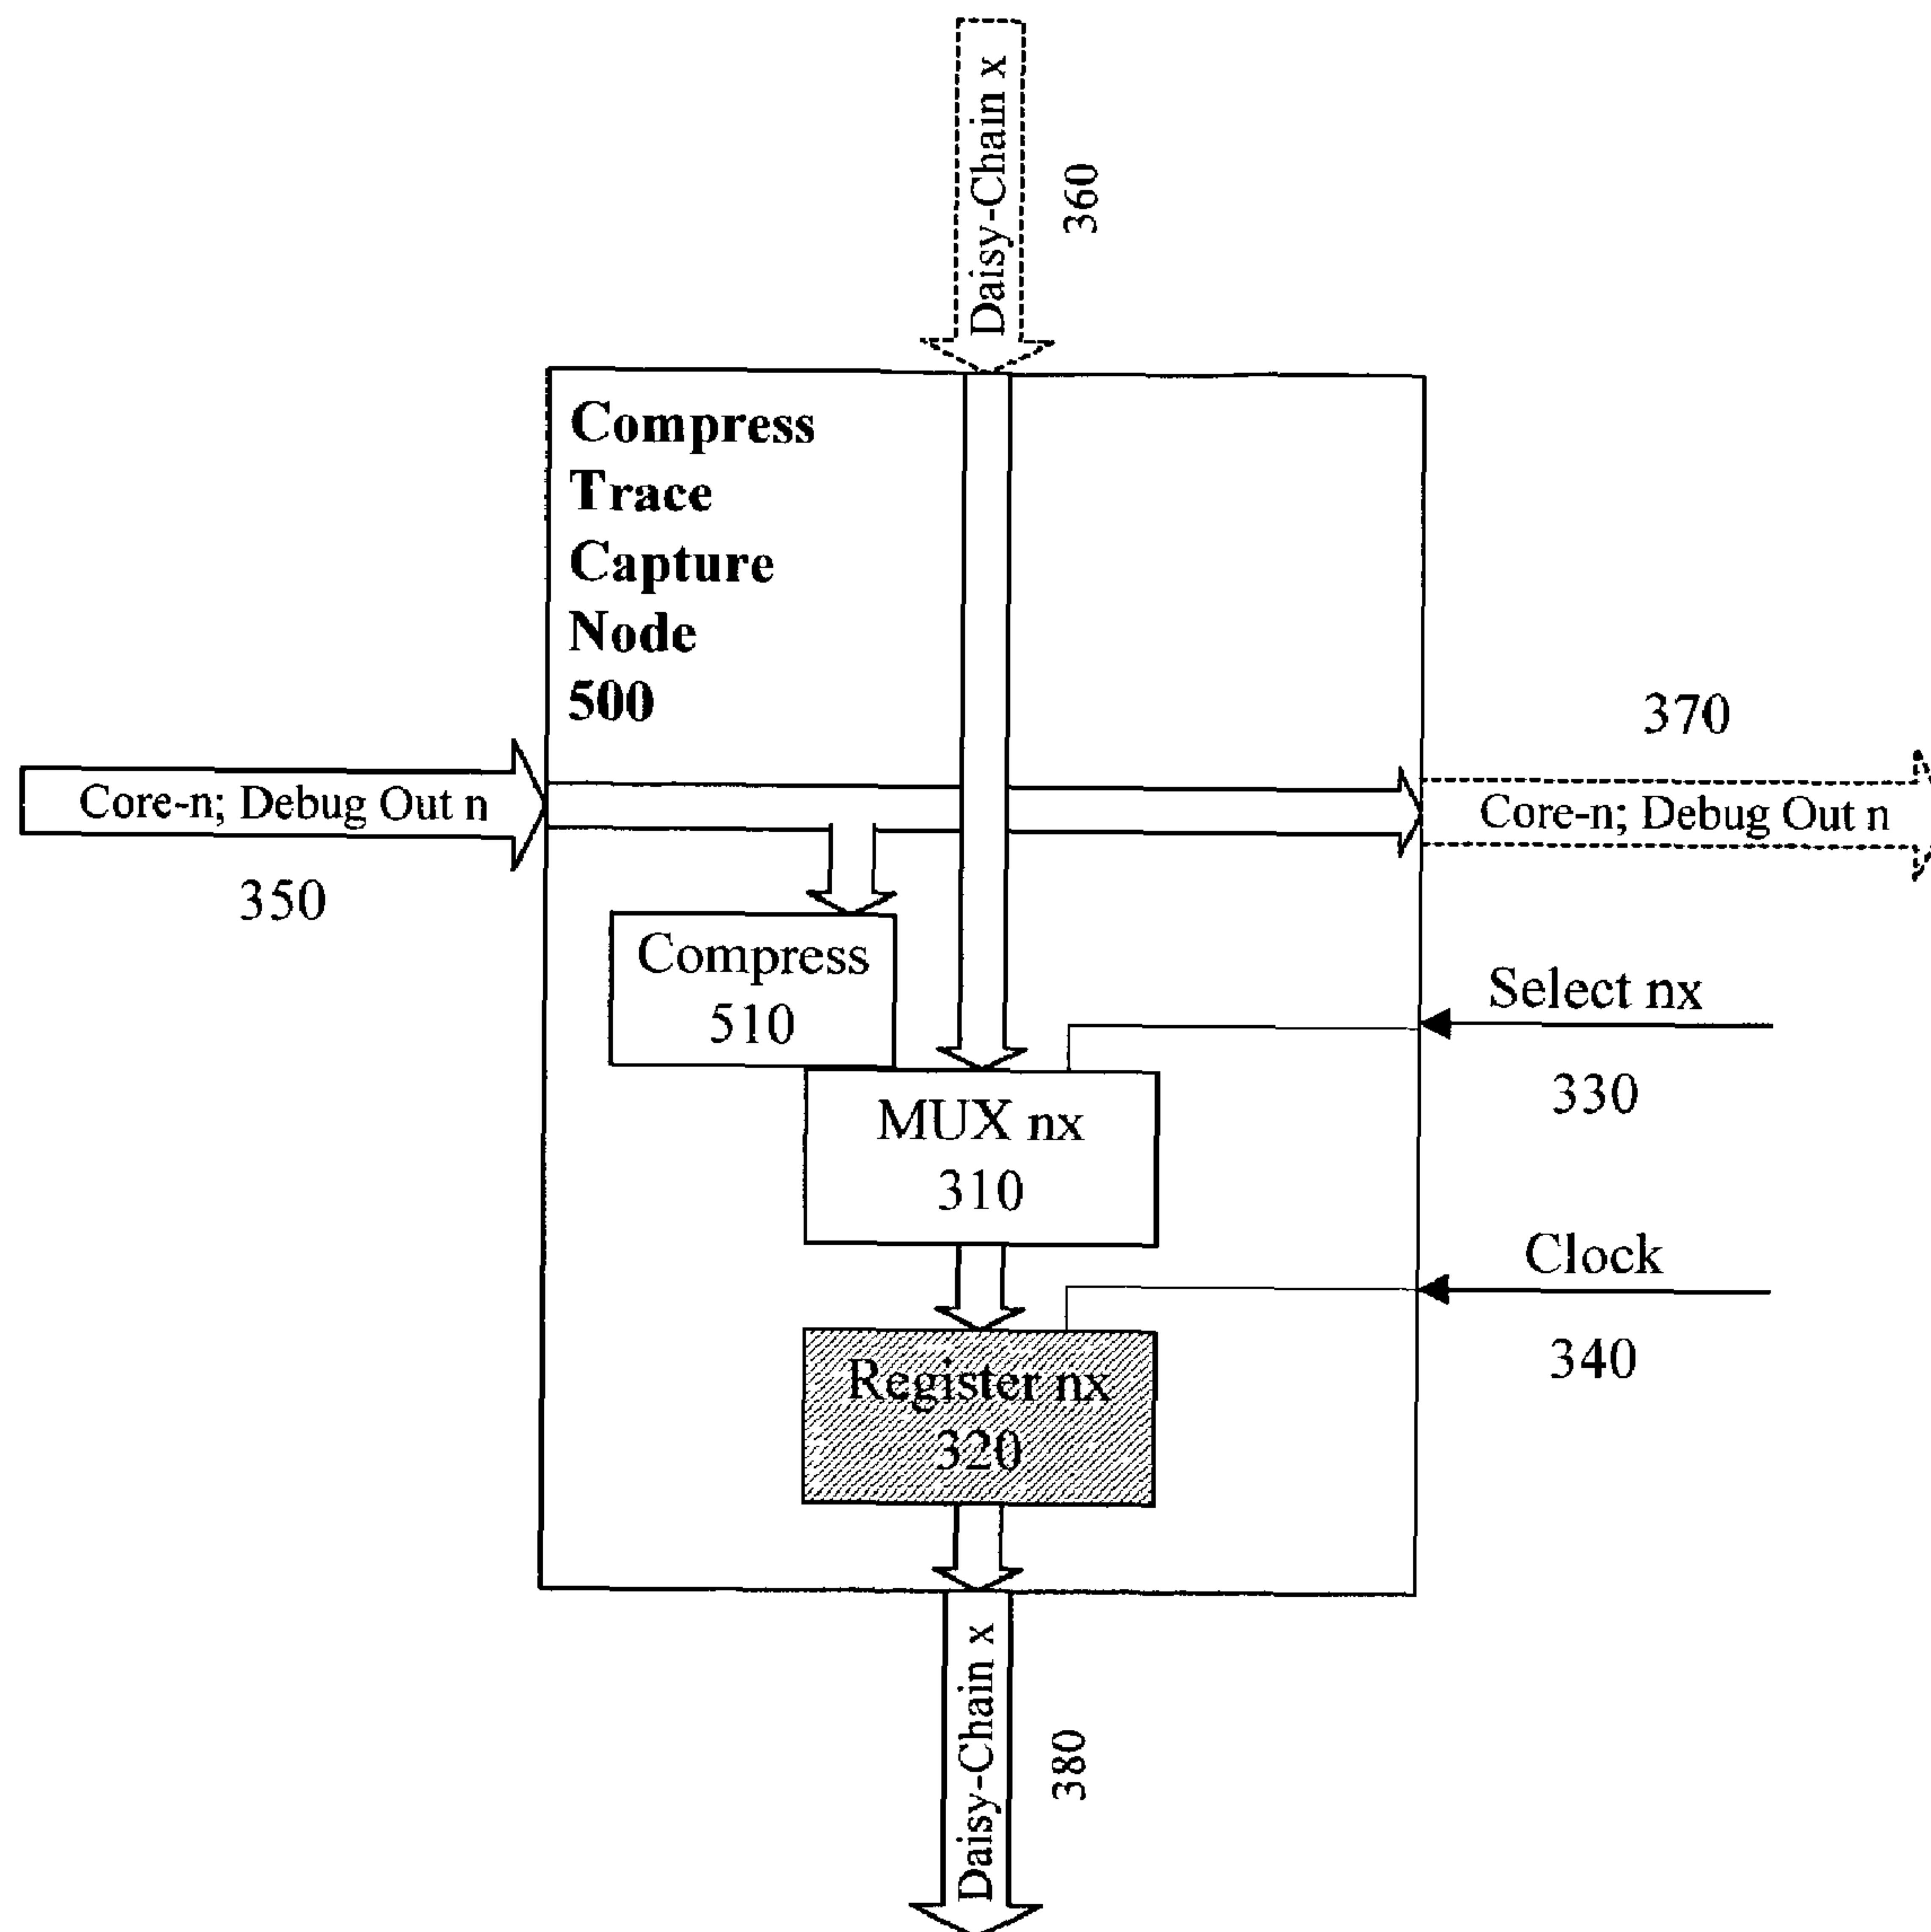 Daisy-Chain x
360
Compress
Trace
Capture
Node
500
370
Core-n; Debug Out n
Core-n; Debug Out n
350
Compress
510
Select nx
330
MUX nx
310
Clock
340
Register nx
320
Daisy-Chain x
380